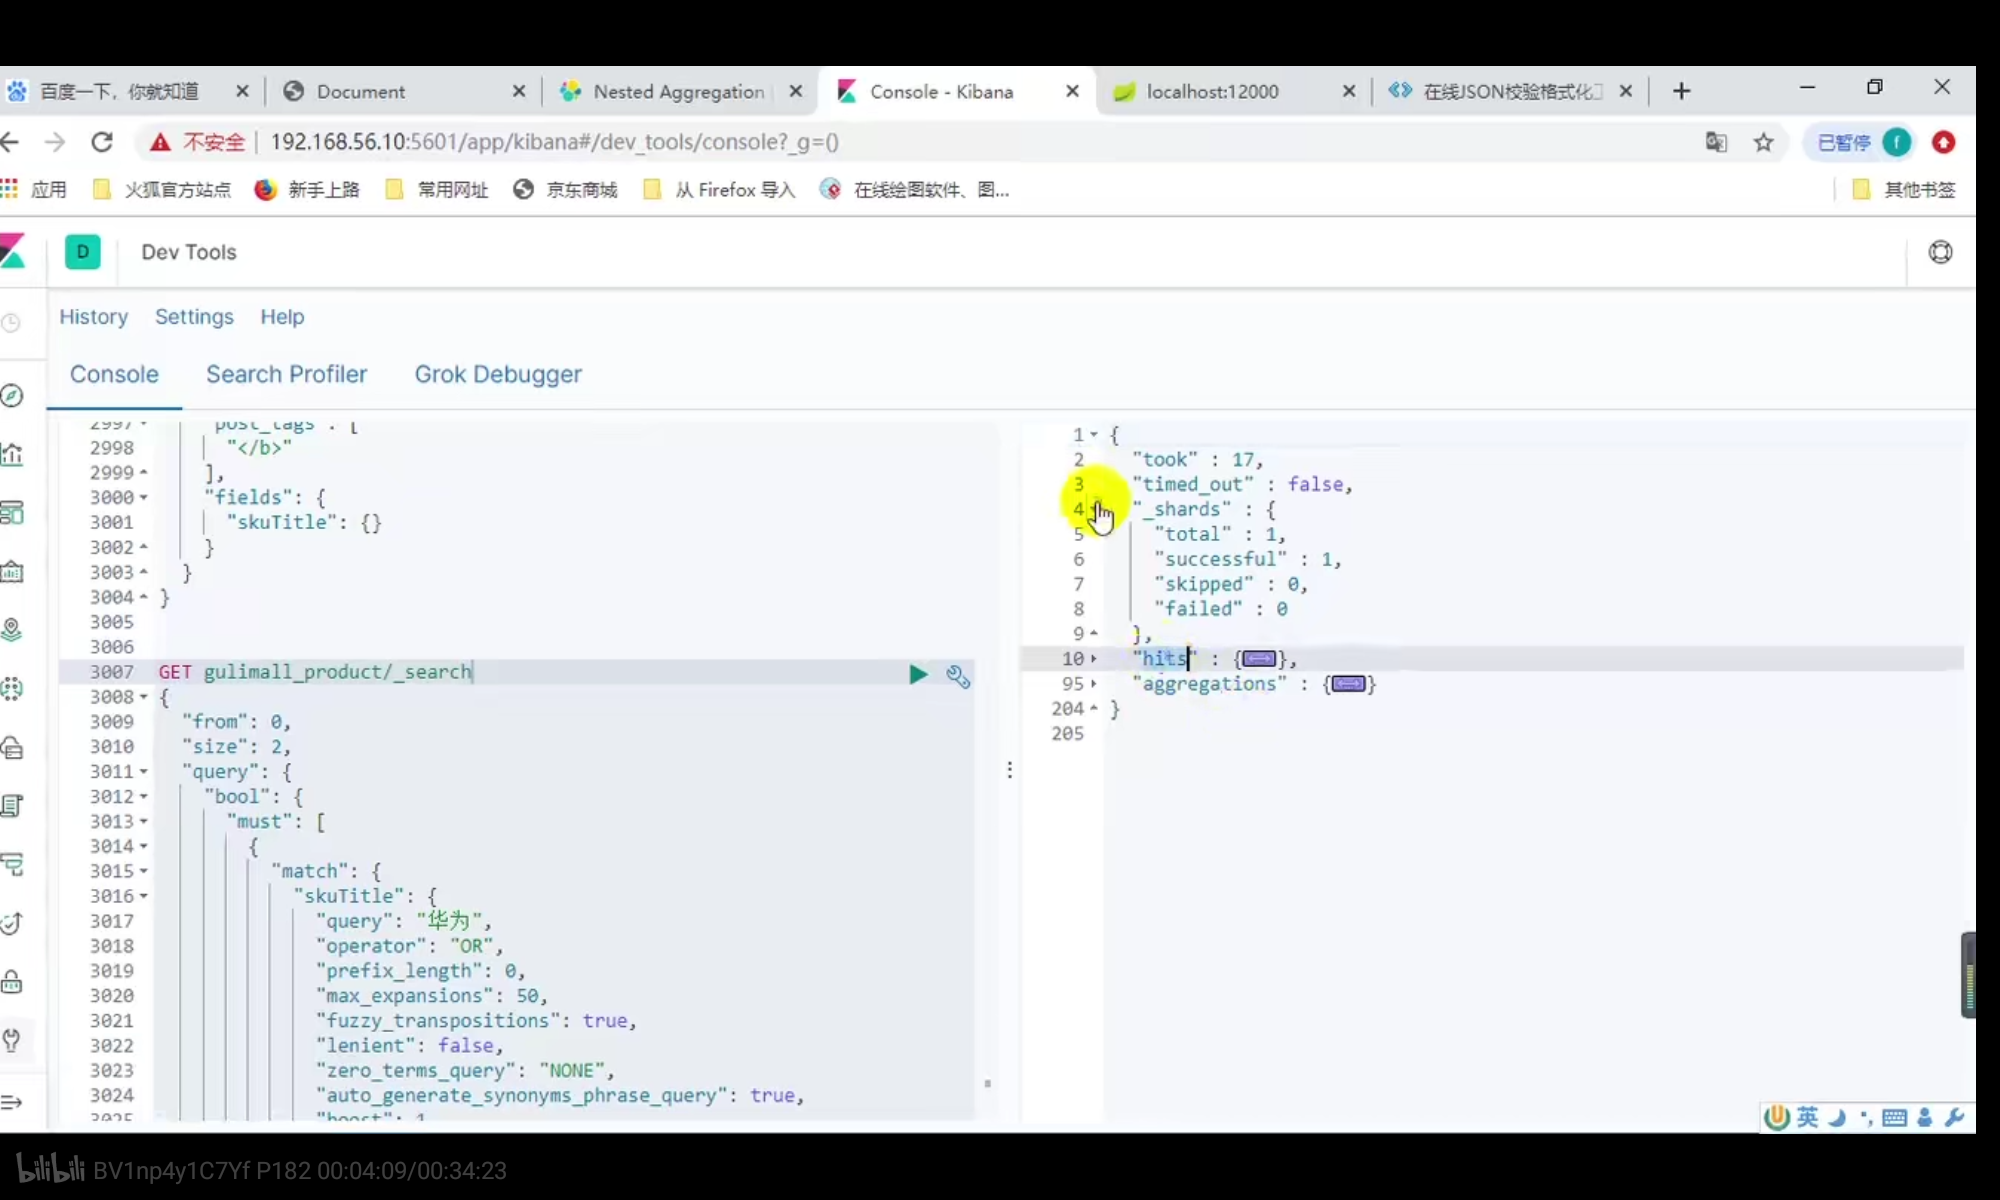 百度一下，你就知道
Document
Nested Aggregation
Console - Kibana
localhost:12000
在线JSON校验格式化
不安全
192.168.56.10:5601/app/kibana#/dev_tools/console?_g=()
已暂停
f
应用
火狐官方站点
新手上路
常用网址
京东商城
从 Firefox 导入
在线绘图软件、图...
其他书签
D
Dev Tools
History
Settings
Help
Console
Search Profiler
Grok Debugger
2997 "post_tags": [
2998 "</b>"
2999 ],
3000 "fields": {
3001 "skuTitle": {}
3002 }
3003 }
3004 }
3005
3006
3007 GET gulimall_product/_search
3008 {
3009 "from": 0,
3010 "size": 2,
3011 "query": {
3012 "bool": {
3013 "must": [
3014 {
3015 "match": {
3016 "skuTitle": {
3017 "query": "华为",
3018 "operator": "OR",
3019 "prefix_length": 0,
3020 "max_expansions": 50,
3021 "fuzzy_transpositions": true,
3022 "lenient": false,
3023 "zero_terms_query": "NONE",
3024 "auto_generate_synonyms_phrase_query": true,
3025 "boost": 1
1 {
2 "took" : 17,
3 "timed_out" : false,
4 "_shards" : {
5 "total" : 1,
6 "successful" : 1,
7 "skipped" : 0,
8 "failed" : 0
9 },
10 "hits" : {},
95 "aggregations" : {}
204 }
205
英
bilibili BV1np4y1C7Yf P182 00:04:09/00:34:23